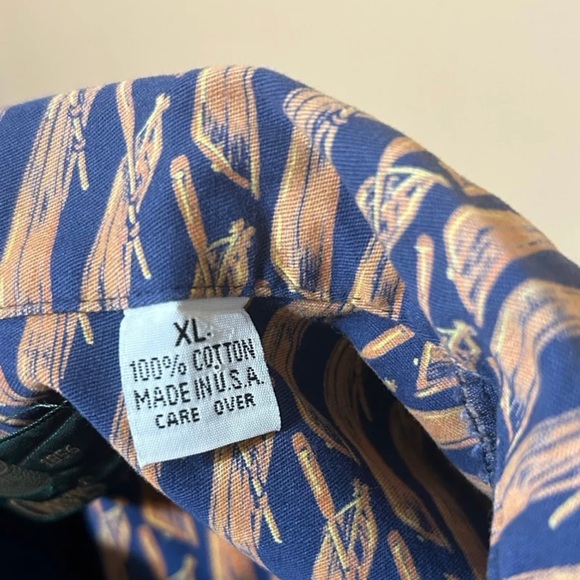 XL
100% COTTON
MADE IN U.S.A.
CARE OVER